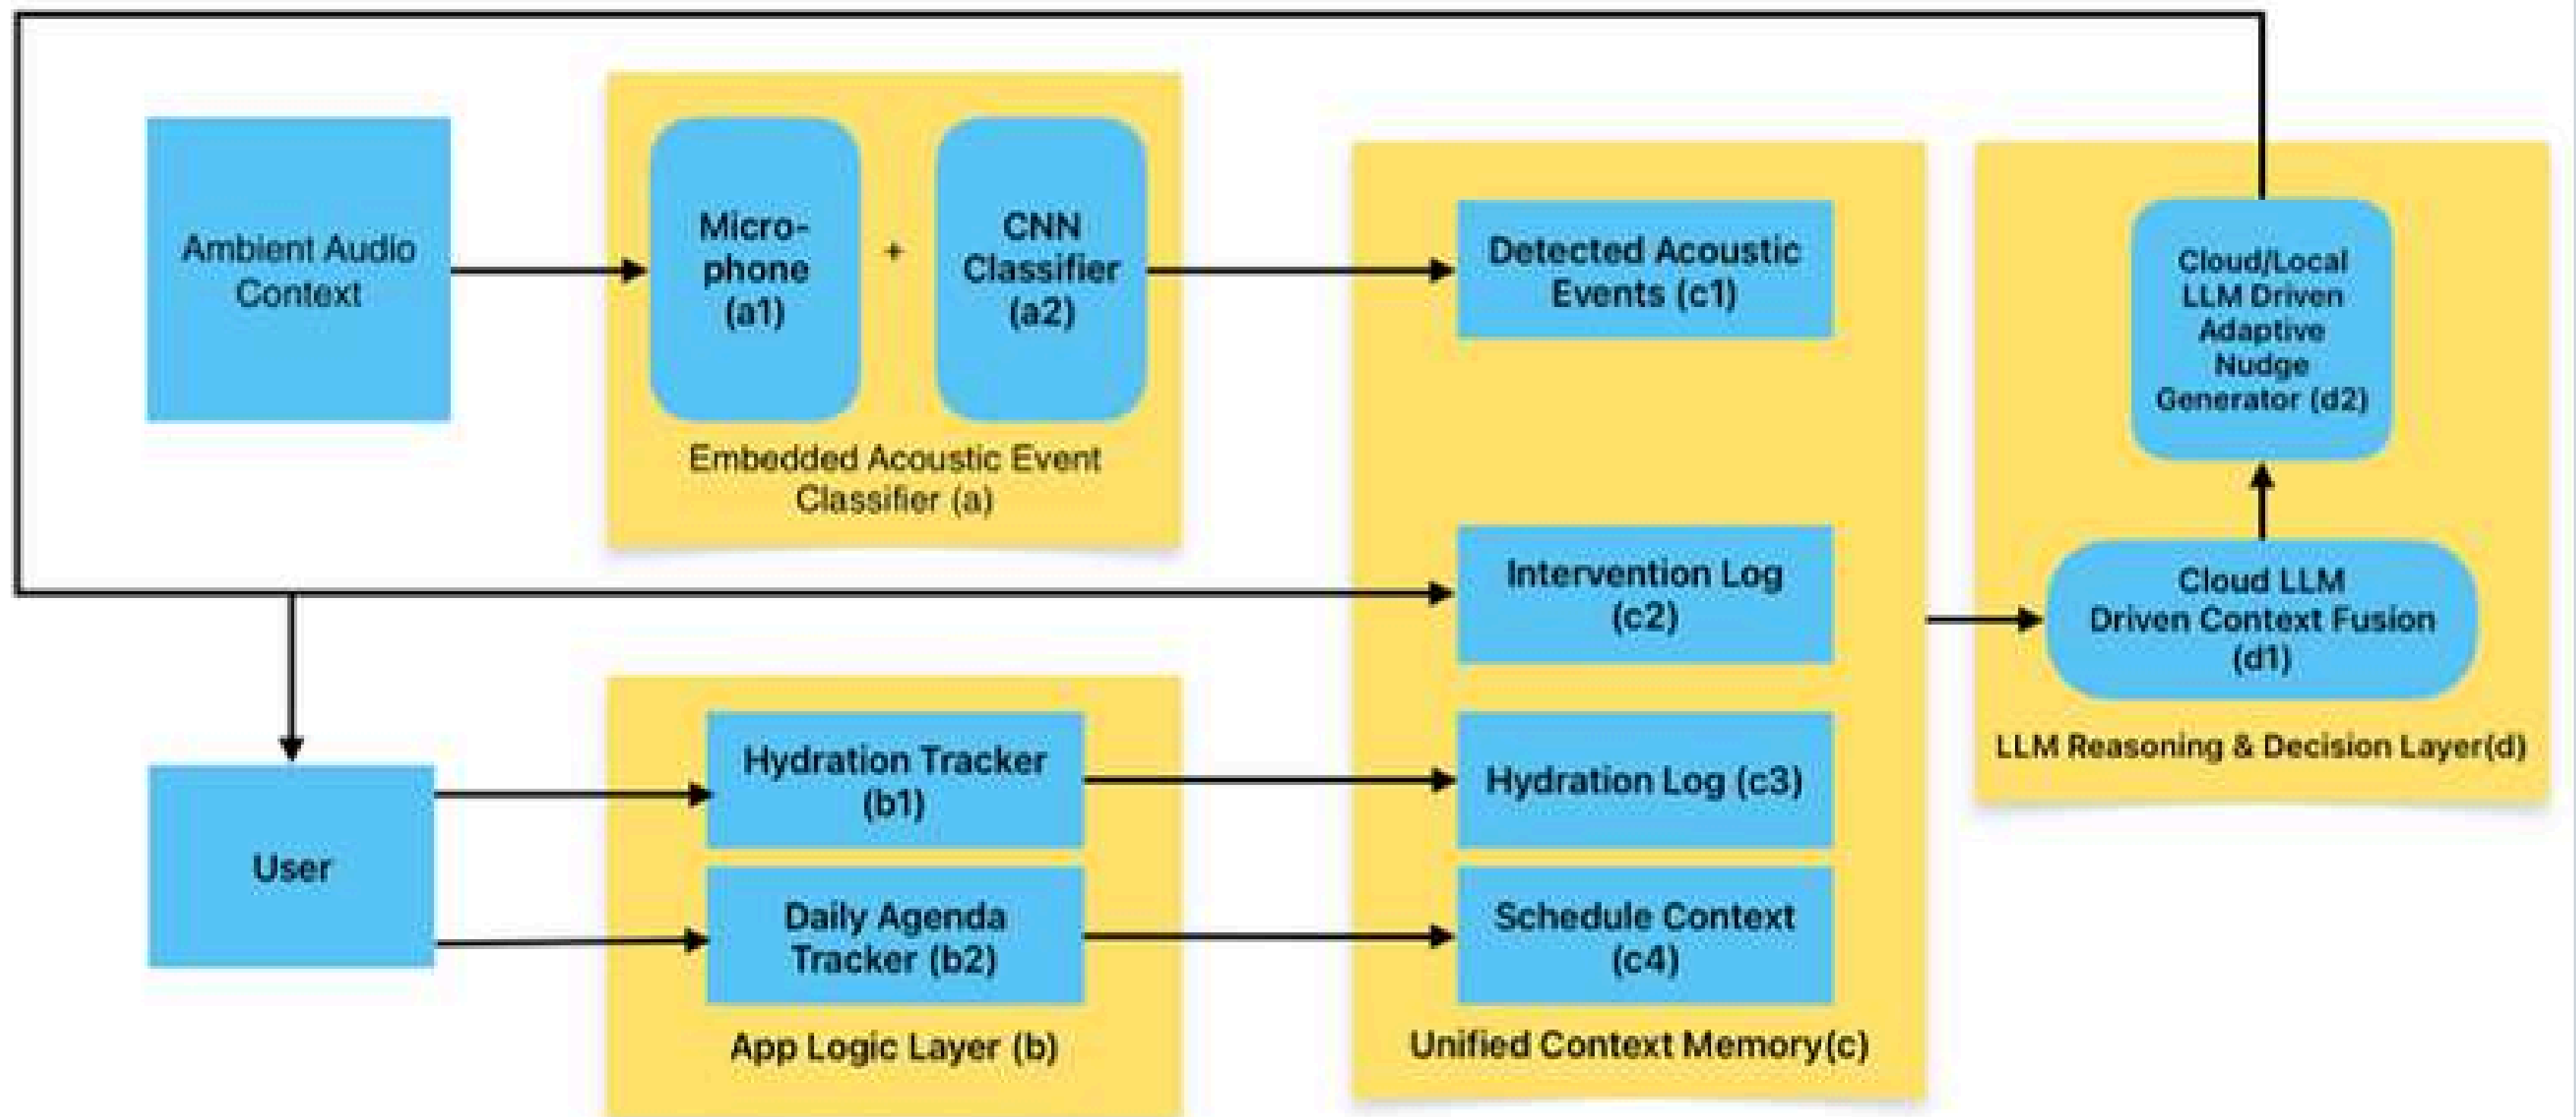 Ambient Audio
Context
Micro-
phone
(a1)
+
CNN
Classifier
(a2)
Embedded Acoustic Event
Classifier (a)
Detected Acoustic
Events (c1)
Intervention Log
(c2)
Hydration Log (c3)
Schedule Context
(c4)
Unified Context Memory(c)
Cloud/Local
LLM Driven
Adaptive
Nudge
Generator (d2)
Cloud LLM
Driven Context Fusion
(d1)
LLM Reasoning & Decision Layer(d)
User
Hydration Tracker
(b1)
Daily Agenda
Tracker (b2)
App Logic Layer (b)